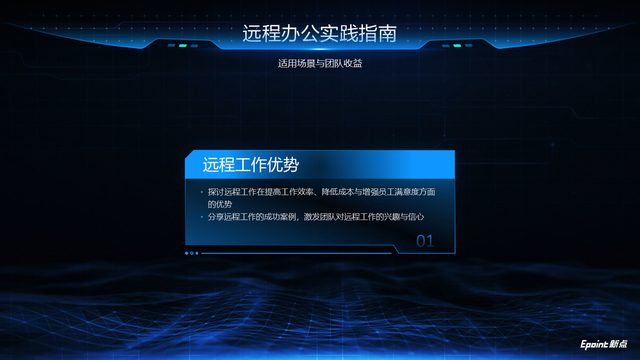 远程办公实践指南
适用场景与团队收益
远程工作优势
• 探讨远程工作在提高工作效率、降低成本与增强员工满意度方面
的优势
• 分享远程工作的成功案例，激发团队对远程工作的兴趣与信心
01
Epoint 新点